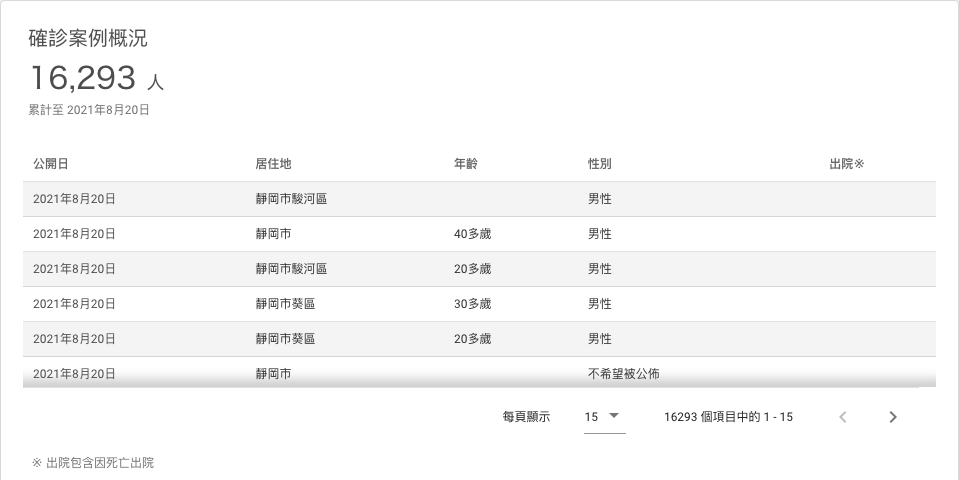 確診案例概況
16,293 人
累計至 2021年8月20日
公開日 居住地 年齡 性別 出院※
2021年8月20日 靜岡市駿河區 男性
2021年8月20日 靜岡市 40多歲 男性
2021年8月20日 靜岡市駿河區 20多歲 男性
2021年8月20日 靜岡市葵區 30多歲 男性
2021年8月20日 靜岡市葵區 20多歲 男性
2021年8月20日 靜岡市 不希望被公佈
每頁顯示 15 16293 個項目中的 1 - 15
※ 出院包含因死亡出院